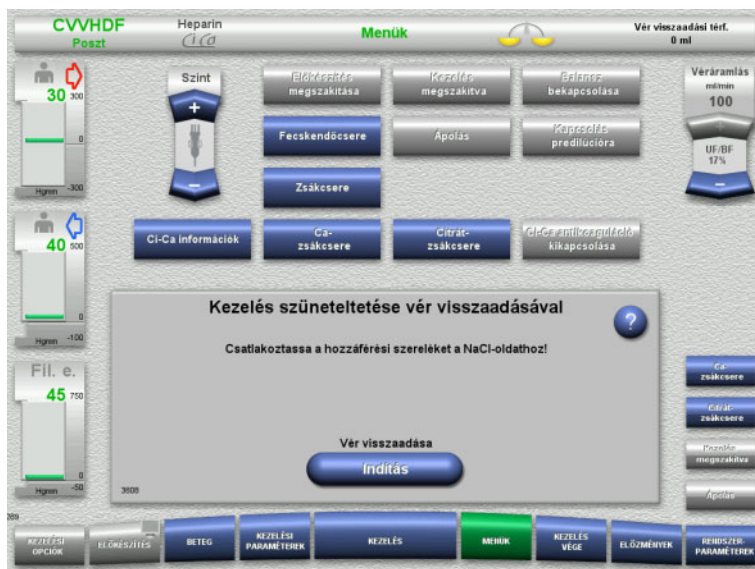 CVVHDF
Poszt
Heparin
Ci Ca
Menük
Vér visszaadási térf.
0 ml
30
300
0
-300
Hgmm
40
500
0
-100
Hgmm
Fil. e.
45
750
0
-50
Hgmm
Szint
+
−
Előkészítés
megszakítása
Kezelés
megszakítva
Balansz
bekapcsolása
Fecskendőcsere
Ápolás
Kapcsolás
predilúcióra
Zsákcsere
Ci-Ca információk
Ca-
zsákcsere
Citrát-
zsákcsere
Ci-Ca antikoaguláció
kikapcsolása
Véráramlás
ml/min
100
UF/BF
17%
−
Kezelés szüneteltetése vér visszaadásával
?
Csatlakoztassa a hozzáférési szereléket a NaCl-oldathoz!
Vér visszaadása
Indítás
3808
Ca-
zsákcsere
Citrát-
zsákcsere
Kezelés
megszakítva
Ápolás
KEZELÉSI
OPCIÓK
ELŐKÉSZÍTÉS
BETEG
KEZELÉSI
PARAMÉTEREK
KEZELÉS
MENÜK
KEZELÉS
VÉGE
ELŐZMÉNYEK
RENDSZER-
PARAMÉTEREK